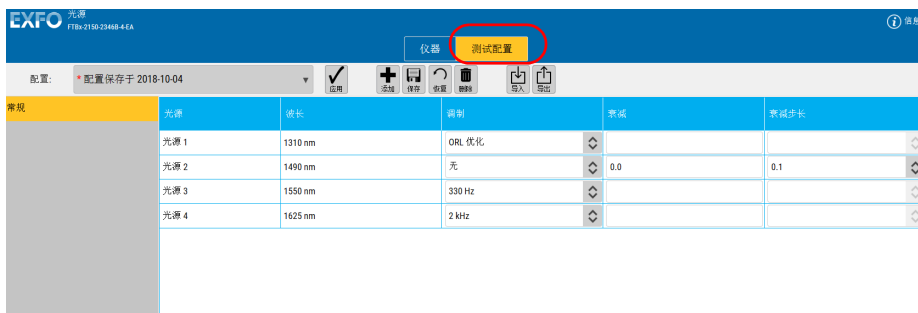 EXFO 光源
FTBx-2150-23468-4-EA
信息
仪器 测试配置
配置: * 配置保存于 2018-10-04
应用 添加 保存 恢复 删除 导入 导出
常规
光源 波长 调制 衰减 衰减步长
光源 1 1310 nm ORL 优化
光源 2 1490 nm 无 0.0 0.1
光源 3 1550 nm 330 Hz
光源 4 1625 nm 2 kHz